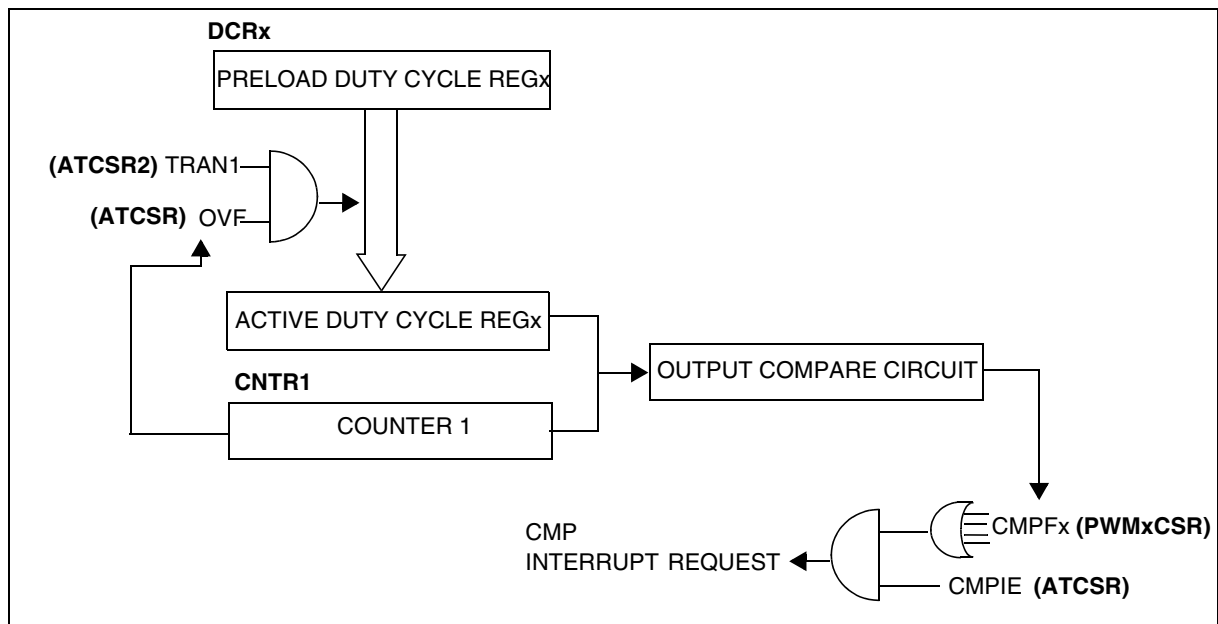 DCRx
PRELOAD DUTY CYCLE REGx
(ATCSR2) TRAN1
(ATCSR) OVF
ACTIVE DUTY CYCLE REGx
CNTR1
OUTPUT COMPARE CIRCUIT
COUNTER 1
CMPFx (PWMxCSR)
CMP
INTERRUPT REQUEST
CMPIE (ATCSR)